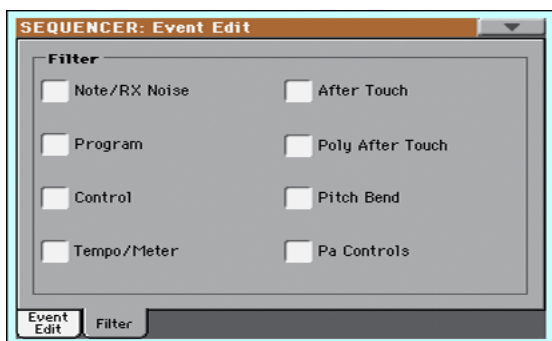 SEQUENCER: Event Edit
Filter
Note/RX Noise
After Touch
Program
Poly After Touch
Control
Pitch Bend
Tempo/Meter
Pa Controls
Event
Edit
Filter